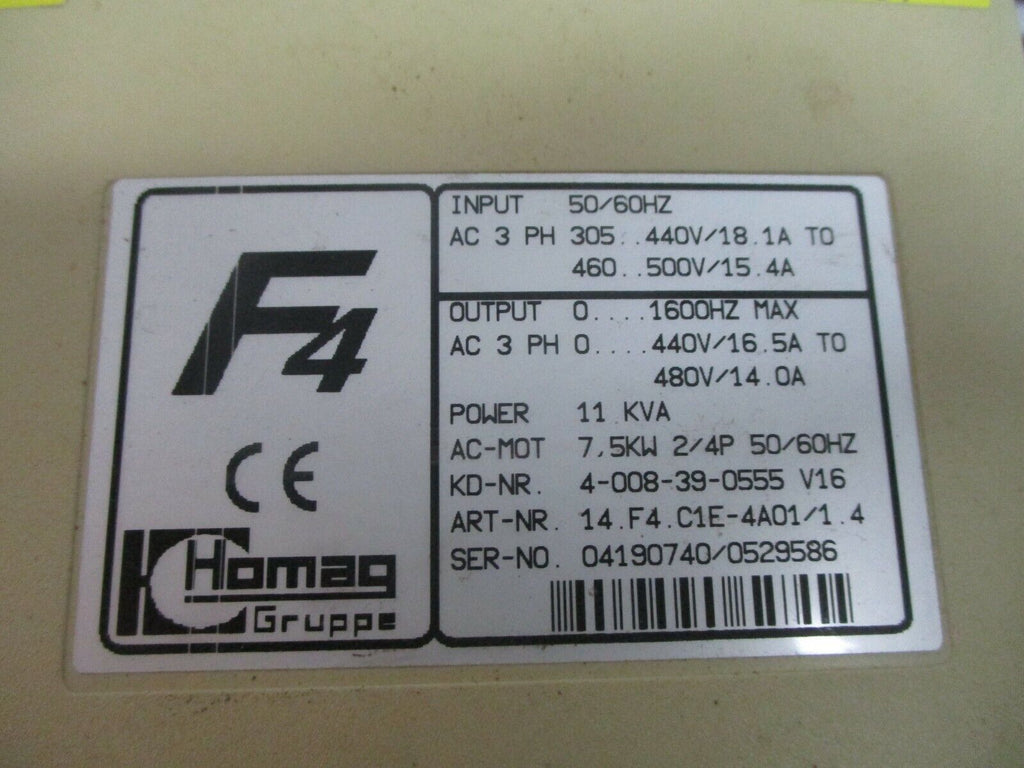 F4
CE
Homag
Gruppe
INPUT 50/60HZ
AC 3 PH 305..440V/18.1A TO
460..500V/15.4A
OUTPUT 0....1600HZ MAX
AC 3 PH 0....440V/16.5A TO
480V/14.0A
POWER 11 KVA
AC-MOT 7,5KW 2/4P 50/60HZ
KD-NR. 4-008-39-0555 V16
ART-NR. 14.F4.C1E-4A01/1.4
SER-NO. 04190740/0529586